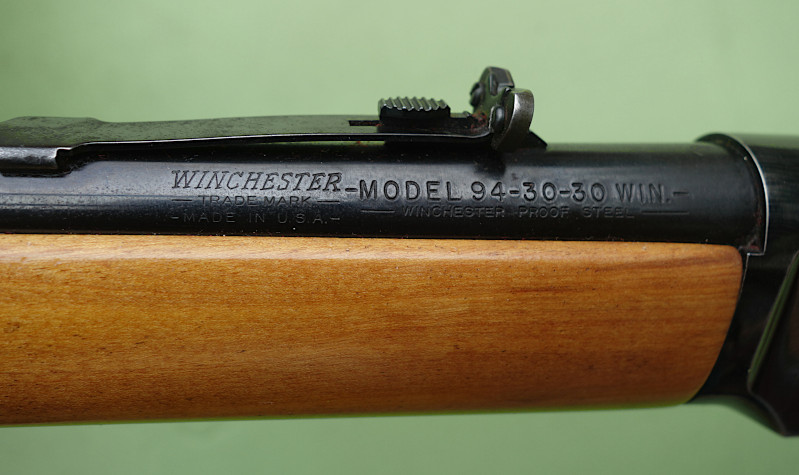 WINCHESTER
-TRADE MARK-
-MADE IN U.S.A.-
-MODEL 94-30-30 WIN.-
-WINCHESTER PROOF STEEL-